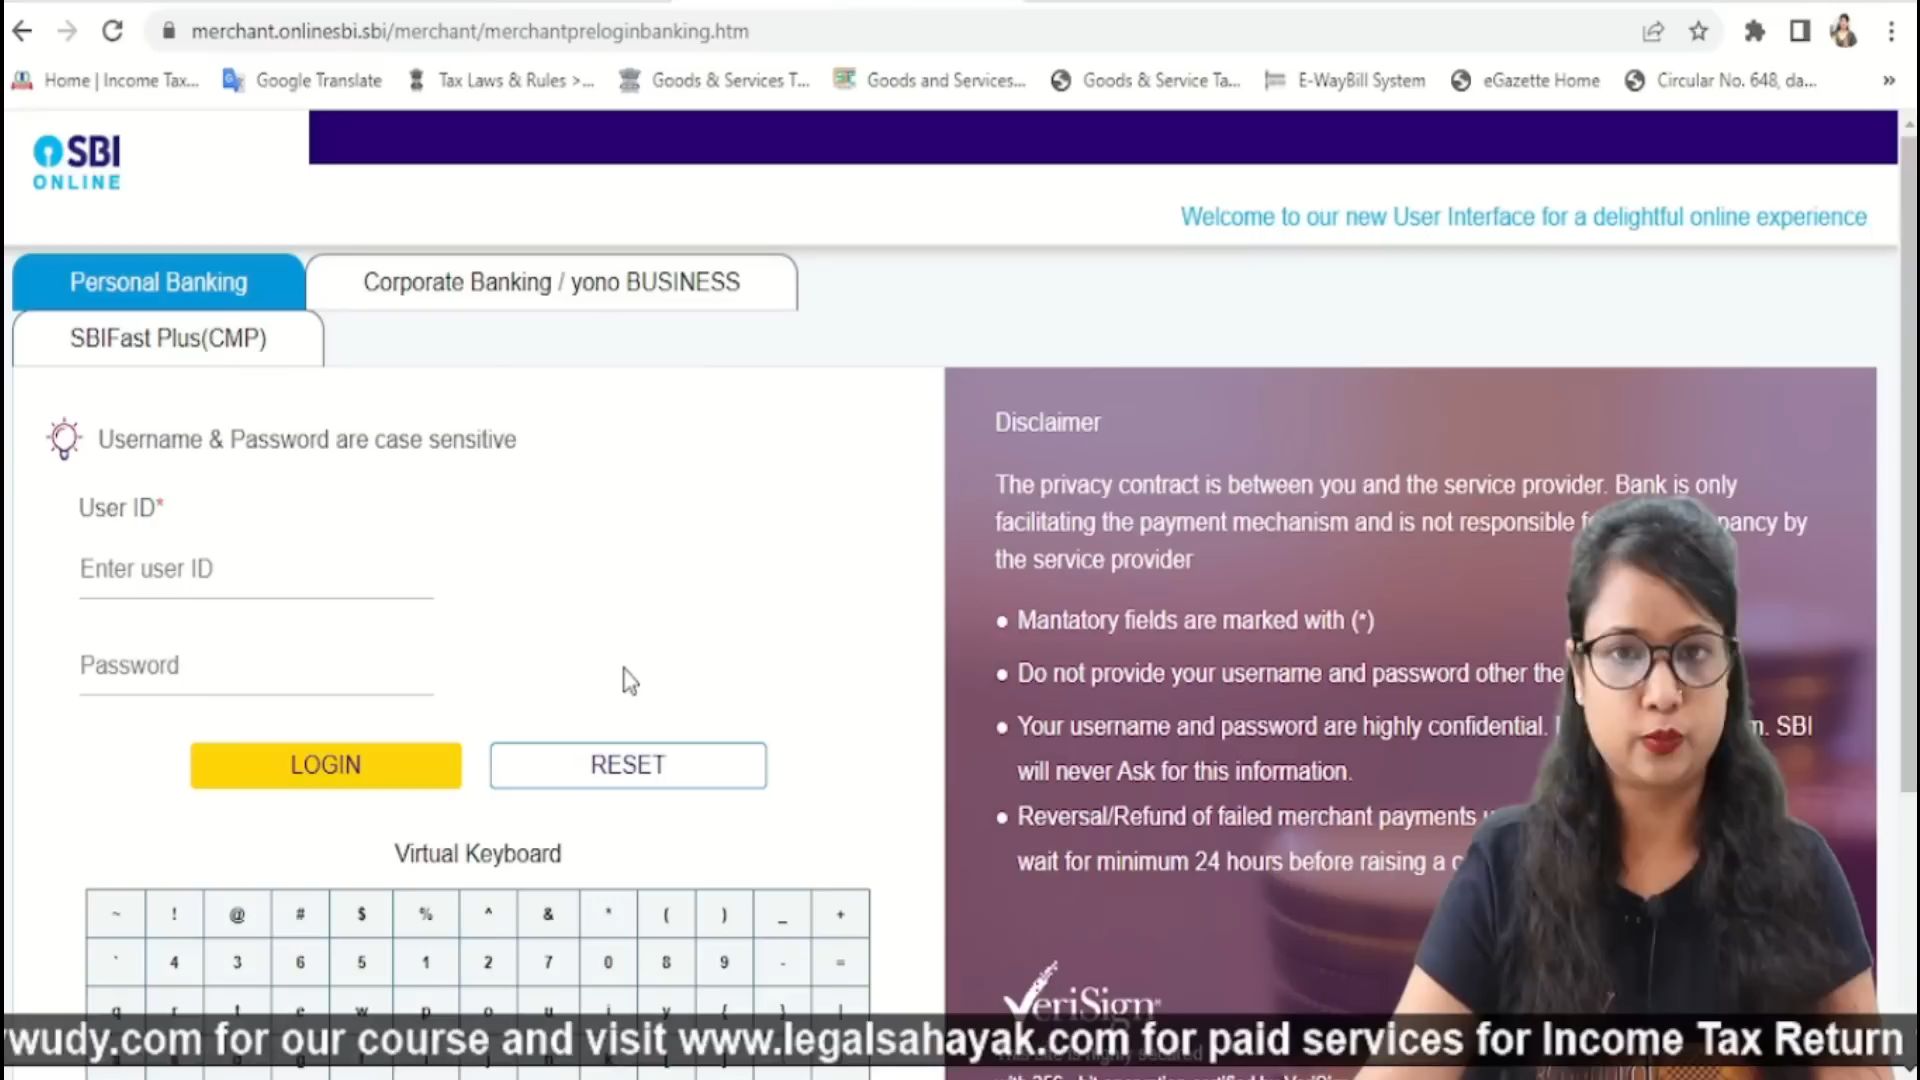 merchant.onlinesbi.sbi/merchant/merchantpreloginbanking.htm
Home | Income Tax...
Google Translate
Tax Laws & Rules >...
Goods & Services T...
Goods and Services...
Goods & Service Ta...
E-WayBill System
eGazette Home
Circular No. 648, da...
»
SBI
ONLINE
Welcome to our new User Interface for a delightful online experience
Personal Banking
Corporate Banking / yono BUSINESS
SBIFast Plus(CMP)
Username & Password are case sensitive
User ID*
Enter user ID
Password
LOGIN
RESET
Virtual Keyboard
~ ! @ # $ % ^ & * ( ) _ +
` 4 3 6 5 1 2 7 0 8 9 - =
q r t e w p o u i y { } |
Disclaimer
The privacy contract is between you and the service provider. Bank is only
facilitating the payment mechanism and is not responsible
pancy by
the service provider
● Mantatory fields are marked with (*)
● Do not provide your username and password other the
● Your username and password are highly confidential.
m. SBI
will never Ask for this information.
● Reversal/Refund of failed merchant payments
wait for minimum 24 hours before raising a
VeriSign
wudy.com for our course and visit www.legalsahayak.com for paid services for Income Tax Return